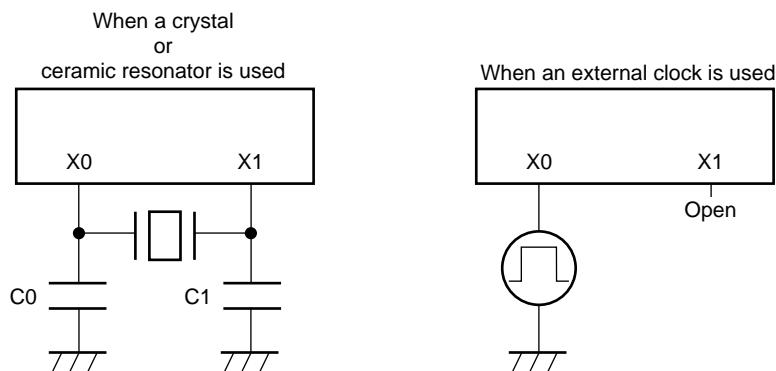 When a crystal
or
ceramic resonator is used
X0 X1
C0 C1
When an external clock is used
X0 X1
Open